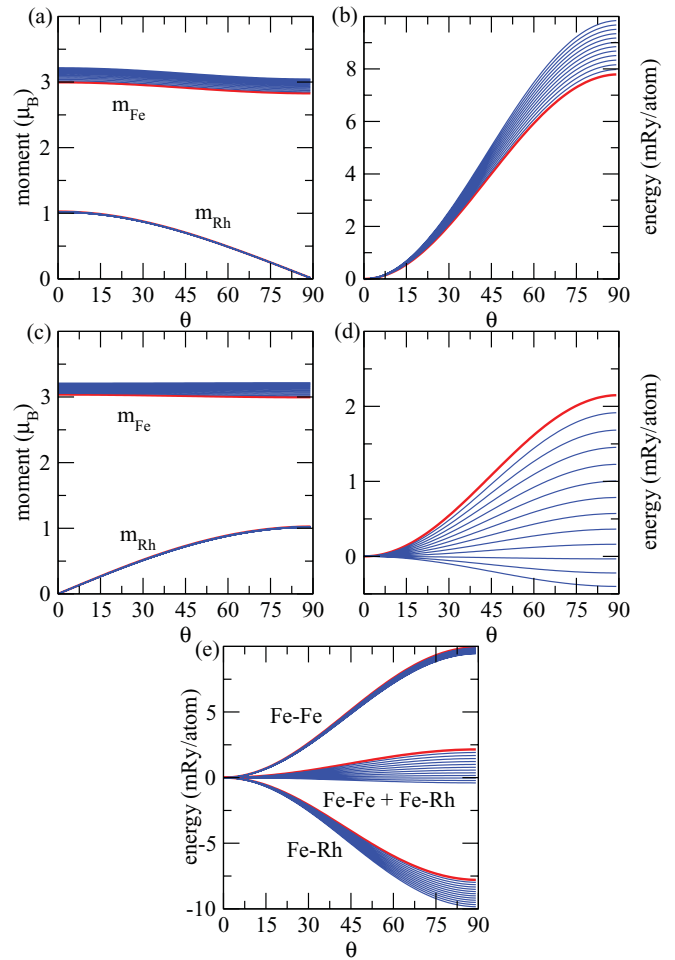 (a)
moment (μB)
3
2
1
0
mFe
mRh
0 15 30 45 60 75 90
θ
(b)
energy (mRy/atom)
8
6
4
2
0
0 15 30 45 60 75 90
θ
(c)
moment (μB)
4
3
2
1
0
mFe
mRh
0 15 30 45 60 75 90
θ
(d)
energy (mRy/atom)
2
1
0
0 15 30 45 60 75 90
θ
(e)
energy (mRy/atom)
5
0
-5
-10
Fe-Fe
Fe-Fe + Fe-Rh
Fe-Rh
0 15 30 45 60 75 90
θ